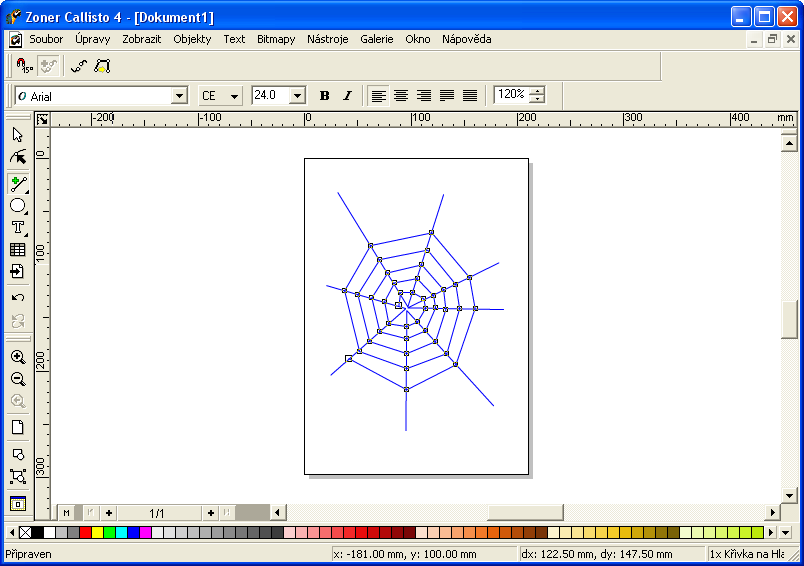 Zoner Callisto 4 - [Dokument1]
Soubor Úpravy Zobrazit Objekty Text Bitmapy Nástroje Galerie Okno Nápověda
15°
O Arial CE 24.0 B I 120%
-200 -100 0 100 200 300 400 mm
0
100
200
300
T
M 1/1
Připraven x: -181.00 mm, y: 100.00 mm dx: 122.50 mm, dy: 147.50 mm 1x Křivka na Hla